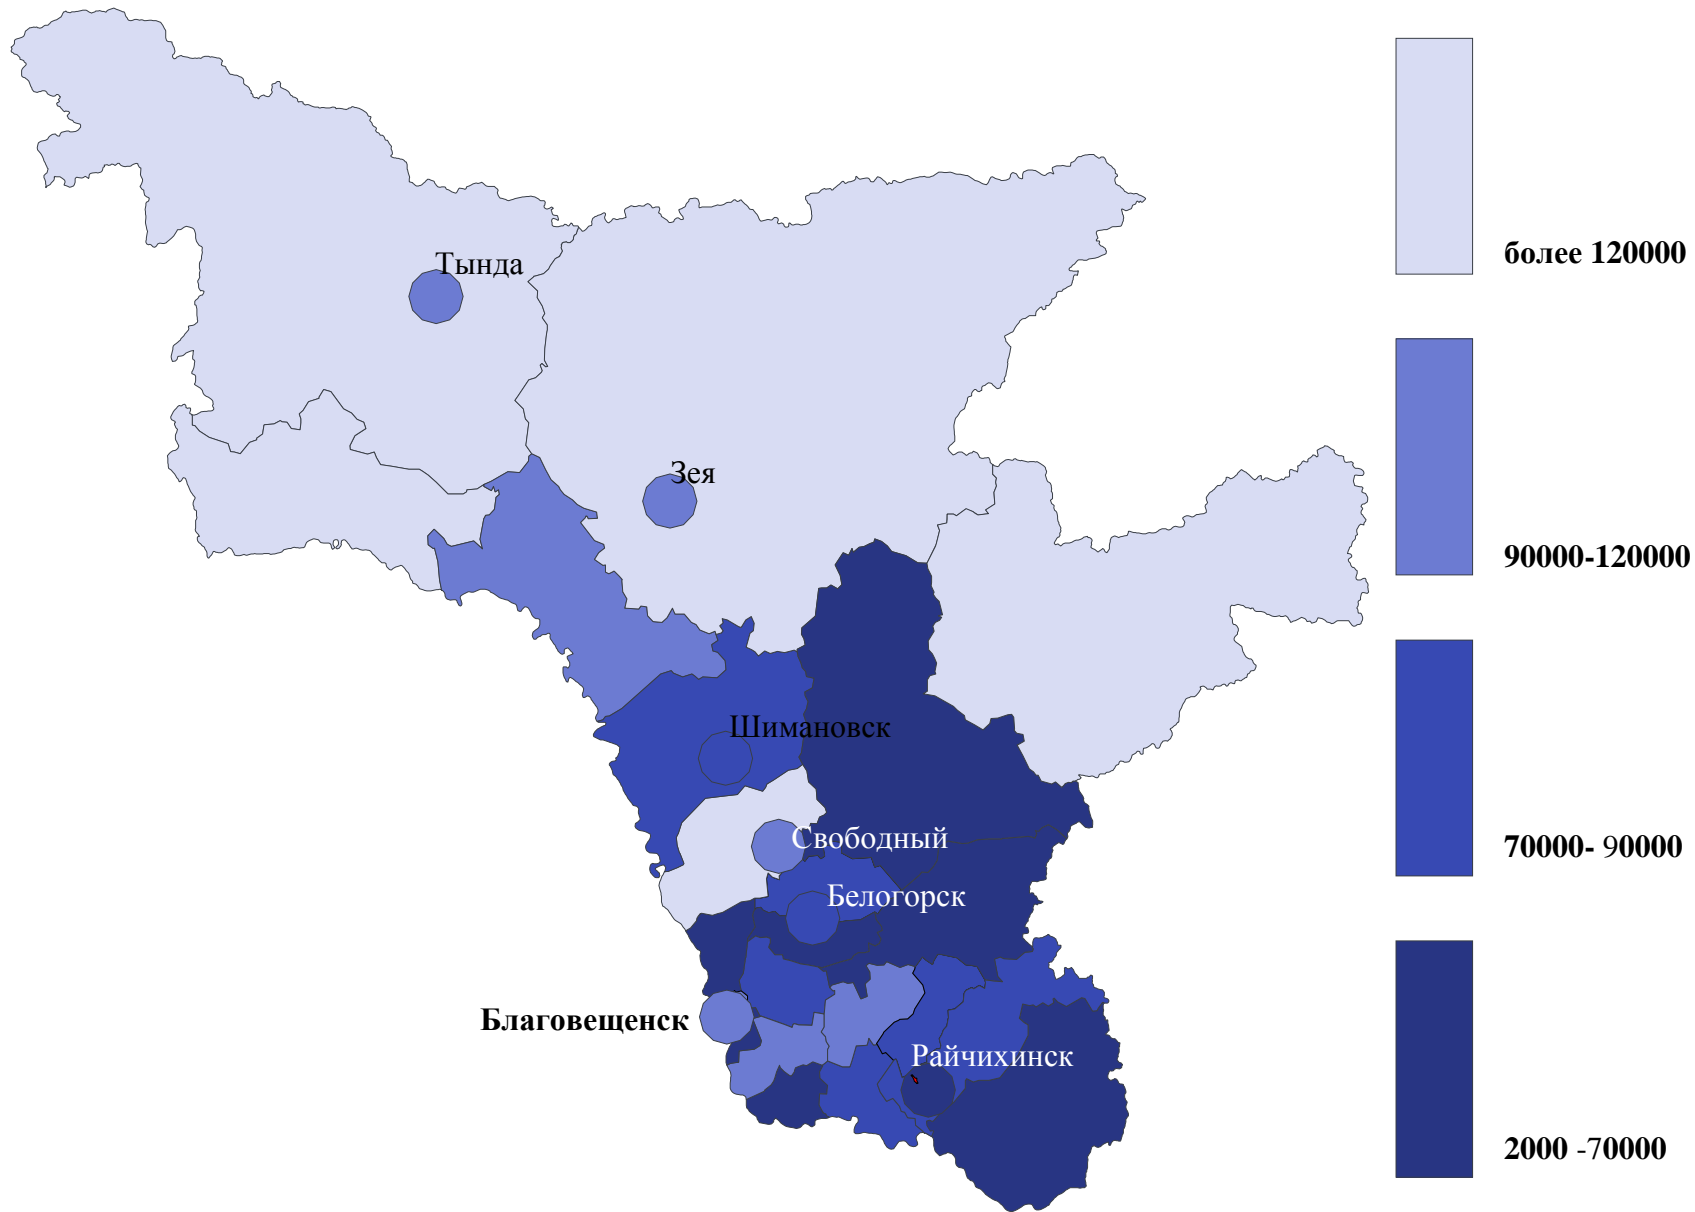 Тында
Зея
Шимановск
Свободный
Белогорск
Благовещенск
Райчихинск
более 120000
90000-120000
70000- 90000
2000 -70000